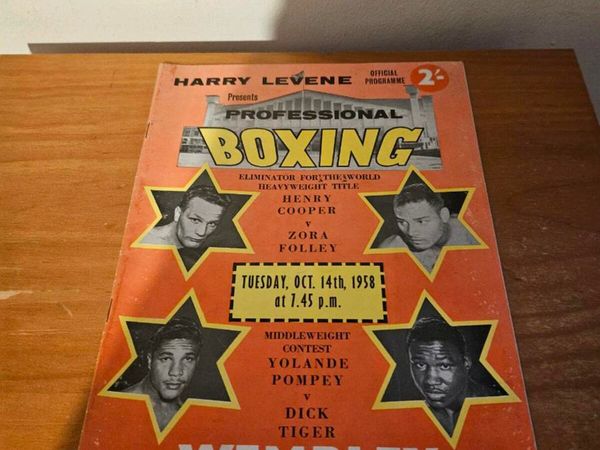 HARRY LEVENE
OFFICIAL
PROGRAMME
2/-
Presents
PROFESSIONAL
BOXING
ELIMINATOR FOR THE WORLD
HEAVYWEIGHT TITLE
HENRY
COOPER
v
ZORA
FOLLEY
TUESDAY, OCT. 14th, 1958
at 7.45 p.m.
MIDDLEWEIGHT
CONTEST
YOLANDE
POMPEY
v
DICK
TIGER
WEMBLEY